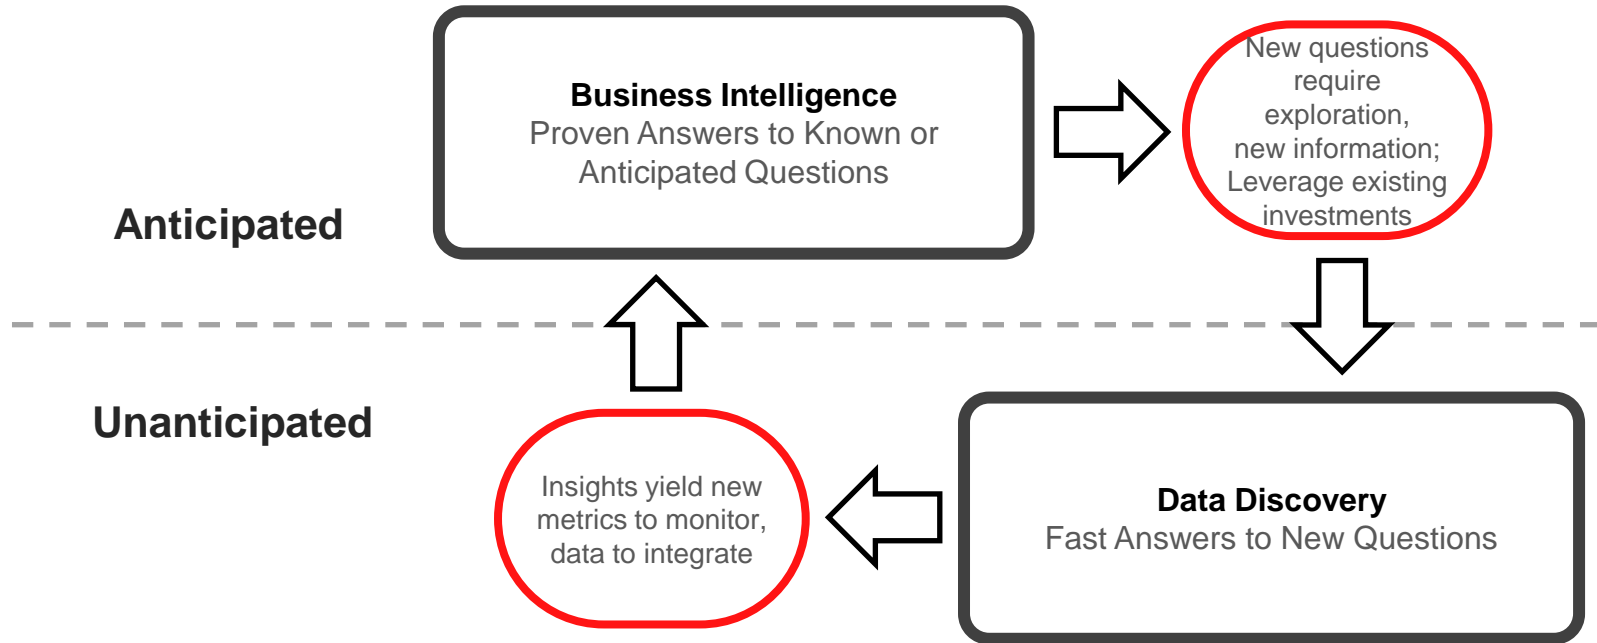 Business Intelligence
Proven Answers to Known or
Anticipated Questions
New questions
require
exploration,
new information;
Leverage existing
investments
Anticipated
Unanticipated
Insights yield new
metrics to monitor,
data to integrate
Data Discovery
Fast Answers to New Questions